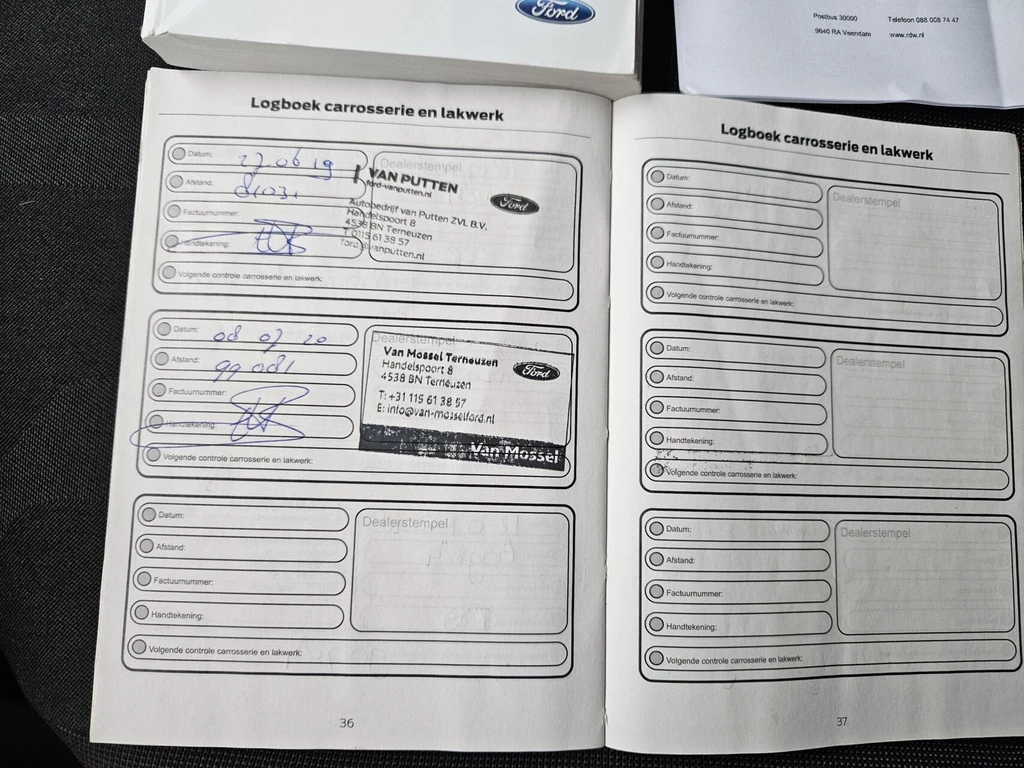 Ford
Postbus 30000 Telefoon 088 008 74 47
9640 RA Veendam www.rdw.nl
Logboek carrosserie en lakwerk
Datum: 27 06 19
Afstand:
Factuurnummer:
Handtekening:
Volgende controle carrosserie en lakwerk:
Dealerstempel
VAN PUTTEN
ford-vanputten.nl
Ford
Autobedrijf van Putten ZVL B.V.
Handelspoort 8
4538 BN Terneuzen
T 0115 61 38 57
ford@vanputten.nl
Datum: 08 07 20
Afstand: 99081
Factuurnummer:
Handtekening:
Volgende controle carrosserie en lakwerk:
Dealerstempel
Van Mossel Terneuzen
Handelspoort 8
4538 BN Terneuzen
T: +31 115 61 38 57
E: info@van-mosselford.nl
Ford
Van Mossel
Datum:
Afstand:
Factuurnummer:
Handtekening:
Volgende controle carrosserie en lakwerk:
Dealerstempel
36
Logboek carrosserie en lakwerk
Datum:
Afstand:
Factuurnummer:
Handtekening:
Volgende controle carrosserie en lakwerk:
Dealerstempel
Datum:
Afstand:
Factuurnummer:
Handtekening:
Volgende controle carrosserie en lakwerk:
Dealerstempel
Datum:
Afstand:
Factuurnummer:
Handtekening:
Volgende controle carrosserie en lakwerk:
Dealerstempel
37